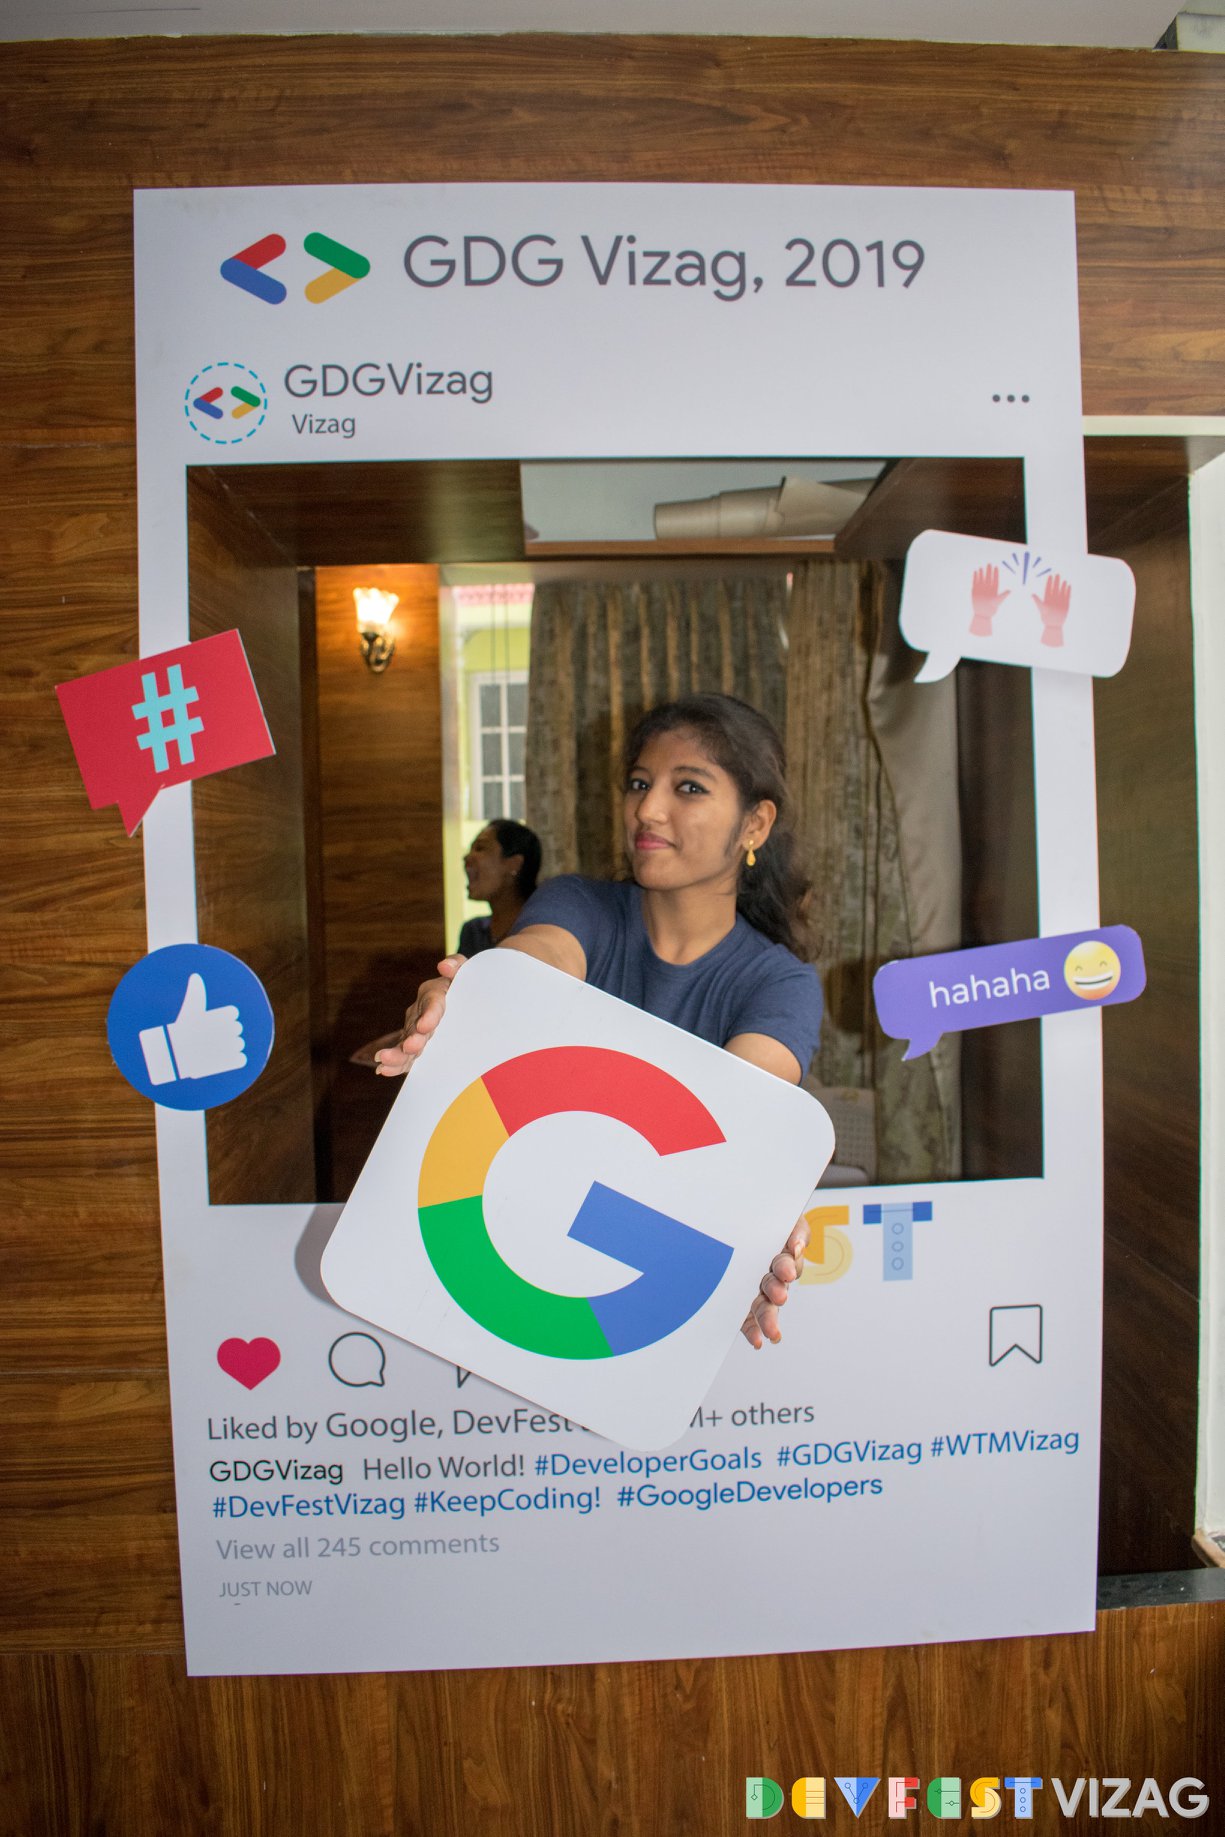 GDG Vizag, 2019
GDGVizag
Vizag
#
hahaha
G
ST
Liked by Google, DevFest M+ others
GDGVizag Hello World! #DeveloperGoals #GDGVizag #WTMVizag
#DevFestVizag #KeepCoding! #GoogleDevelopers
View all 245 comments
JUST NOW
DEVFEST VIZAG